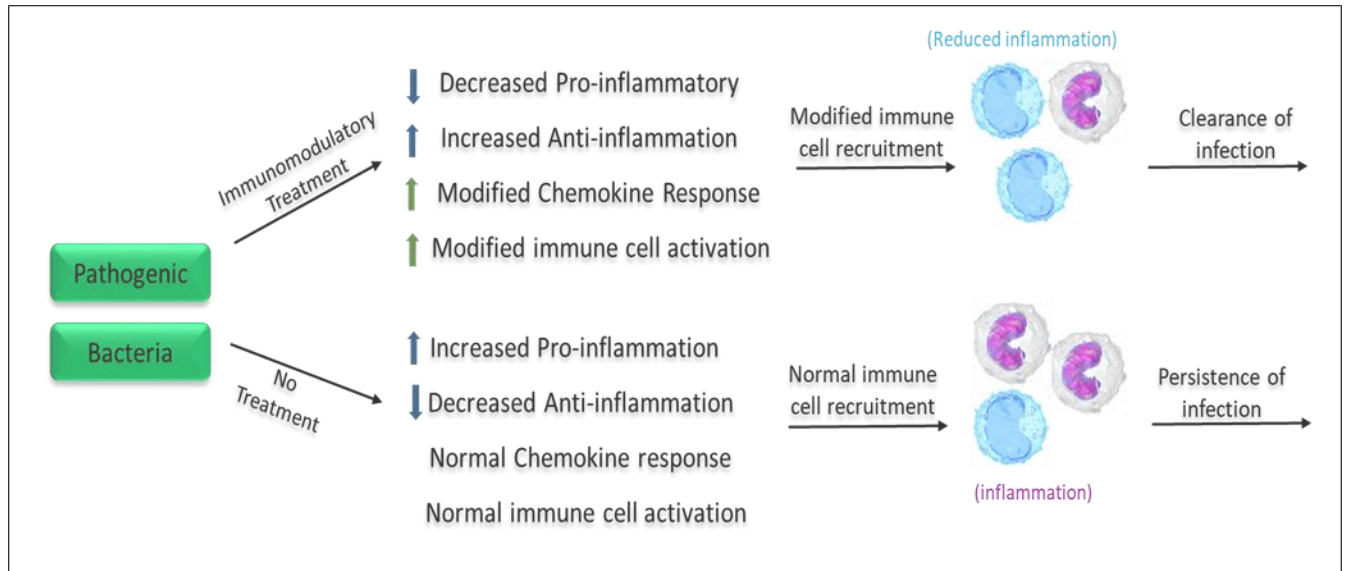 Pathogenic
Bacteria
Immunomodulatory
Treatment
Decreased Pro-inflammatory
Increased Anti-inflammation
Modified Chemokine Response
Modified immune cell activation
Modified immune
cell recruitment
(Reduced inflammation)
Clearance of
infection
No
Treatment
Increased Pro-inflammation
Decreased Anti-inflammation
Normal Chemokine response
Normal immune cell activation
Normal immune
cell recruitment
(inflammation)
Persistence of
infection